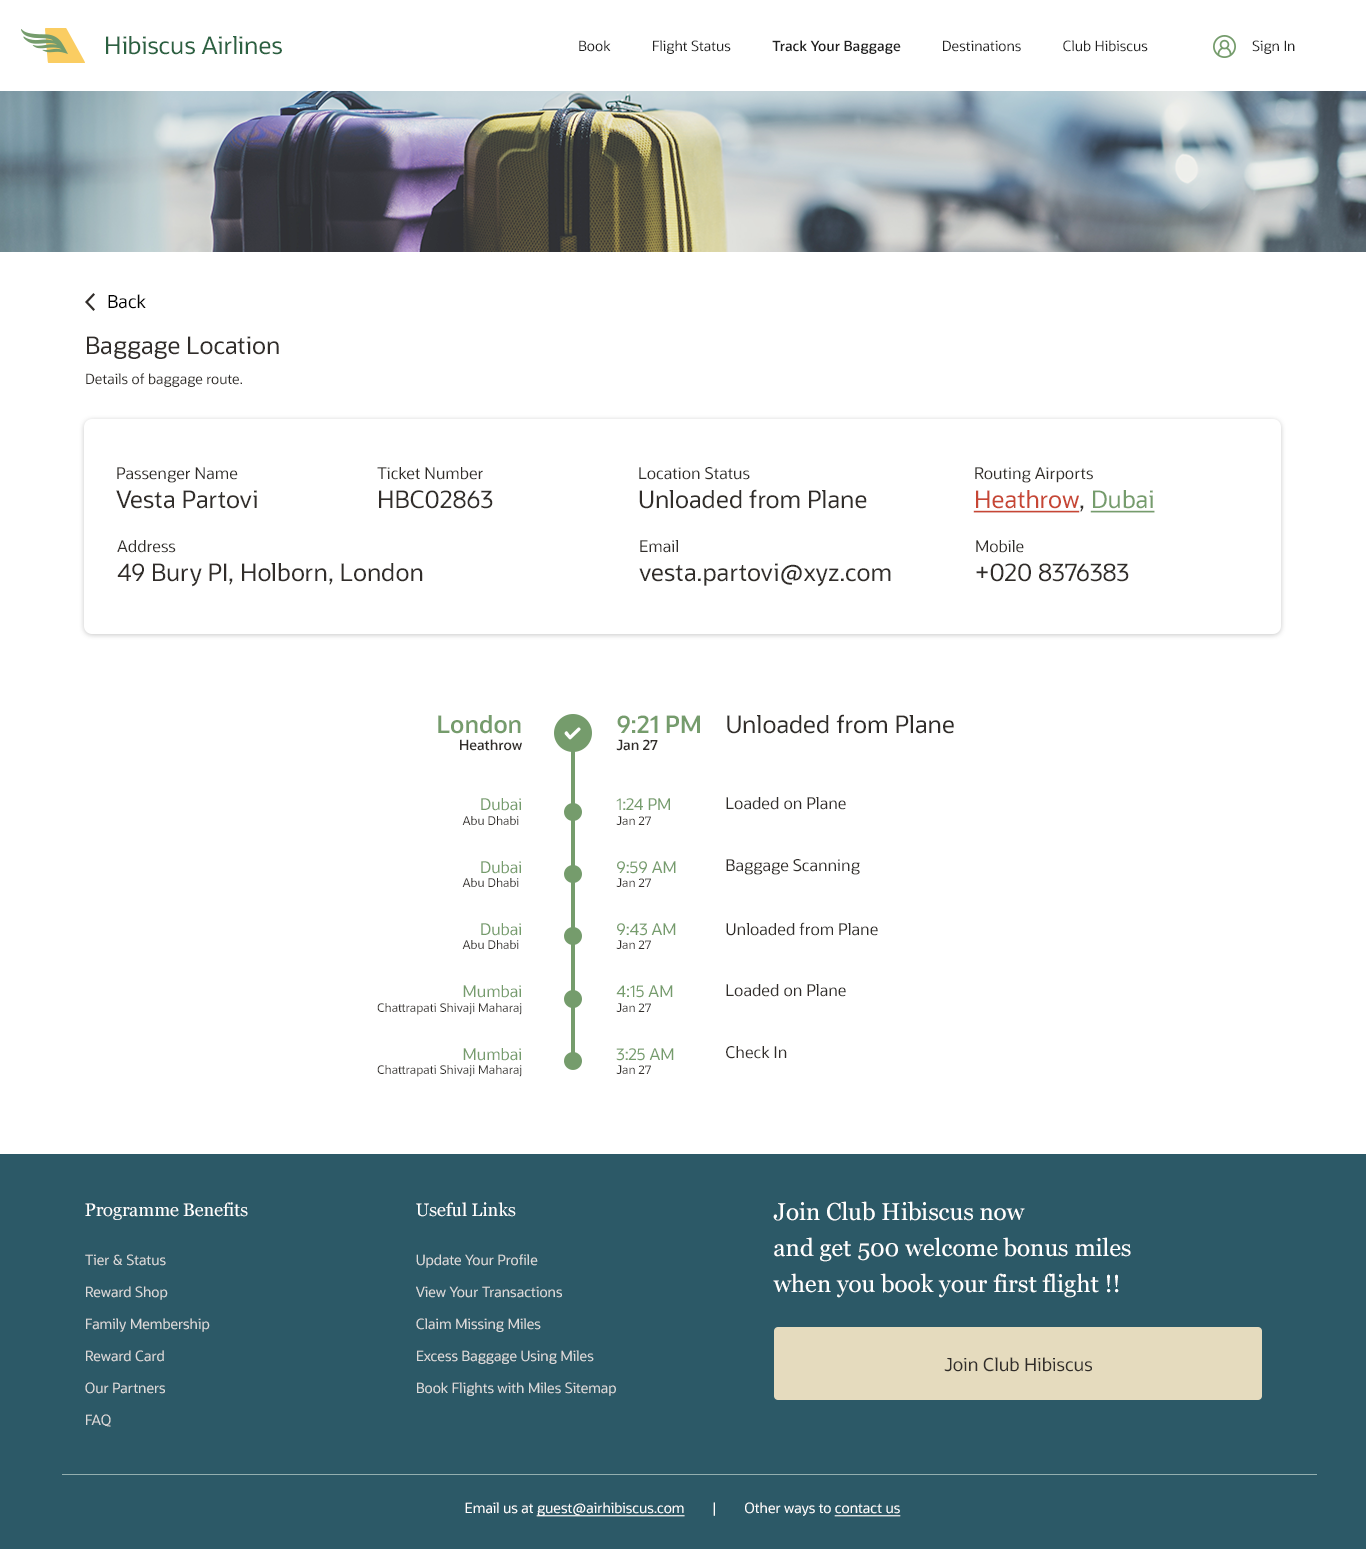 Hibiscus Airlines
Book Flight Status Track Your Baggage Destinations Club Hibiscus Sign In
Back
Baggage Location
Details of baggage route.
Passenger Name Ticket Number Location Status Routing Airports
Vesta Partovi HBC02863 Unloaded from Plane Heathrow, Dubai
Address Email Mobile
49 Bury Pl, Holborn, London vesta.partovi@xyz.com +020 8376383
London 9:21 PM Unloaded from Plane
Heathrow Jan 27
Dubai 1:24 PM Loaded on Plane
Abu Dhabi Jan 27
Dubai 9:59 AM Baggage Scanning
Abu Dhabi Jan 27
Dubai 9:43 AM Unloaded from Plane
Abu Dhabi Jan 27
Mumbai 4:15 AM Loaded on Plane
Chattrapati Shivaji Maharaj Jan 27
Mumbai 3:25 AM Check In
Chattrapati Shivaji Maharaj Jan 27
Programme Benefits
Tier & Status
Reward Shop
Family Membership
Reward Card
Our Partners
FAQ
Useful Links
Update Your Profile
View Your Transactions
Claim Missing Miles
Excess Baggage Using Miles
Book Flights with Miles Sitemap
Join Club Hibiscus now
and get 500 welcome bonus miles
when you book your first flight !!
Join Club Hibiscus
Email us at guest@airhibiscus.com | Other ways to contact us